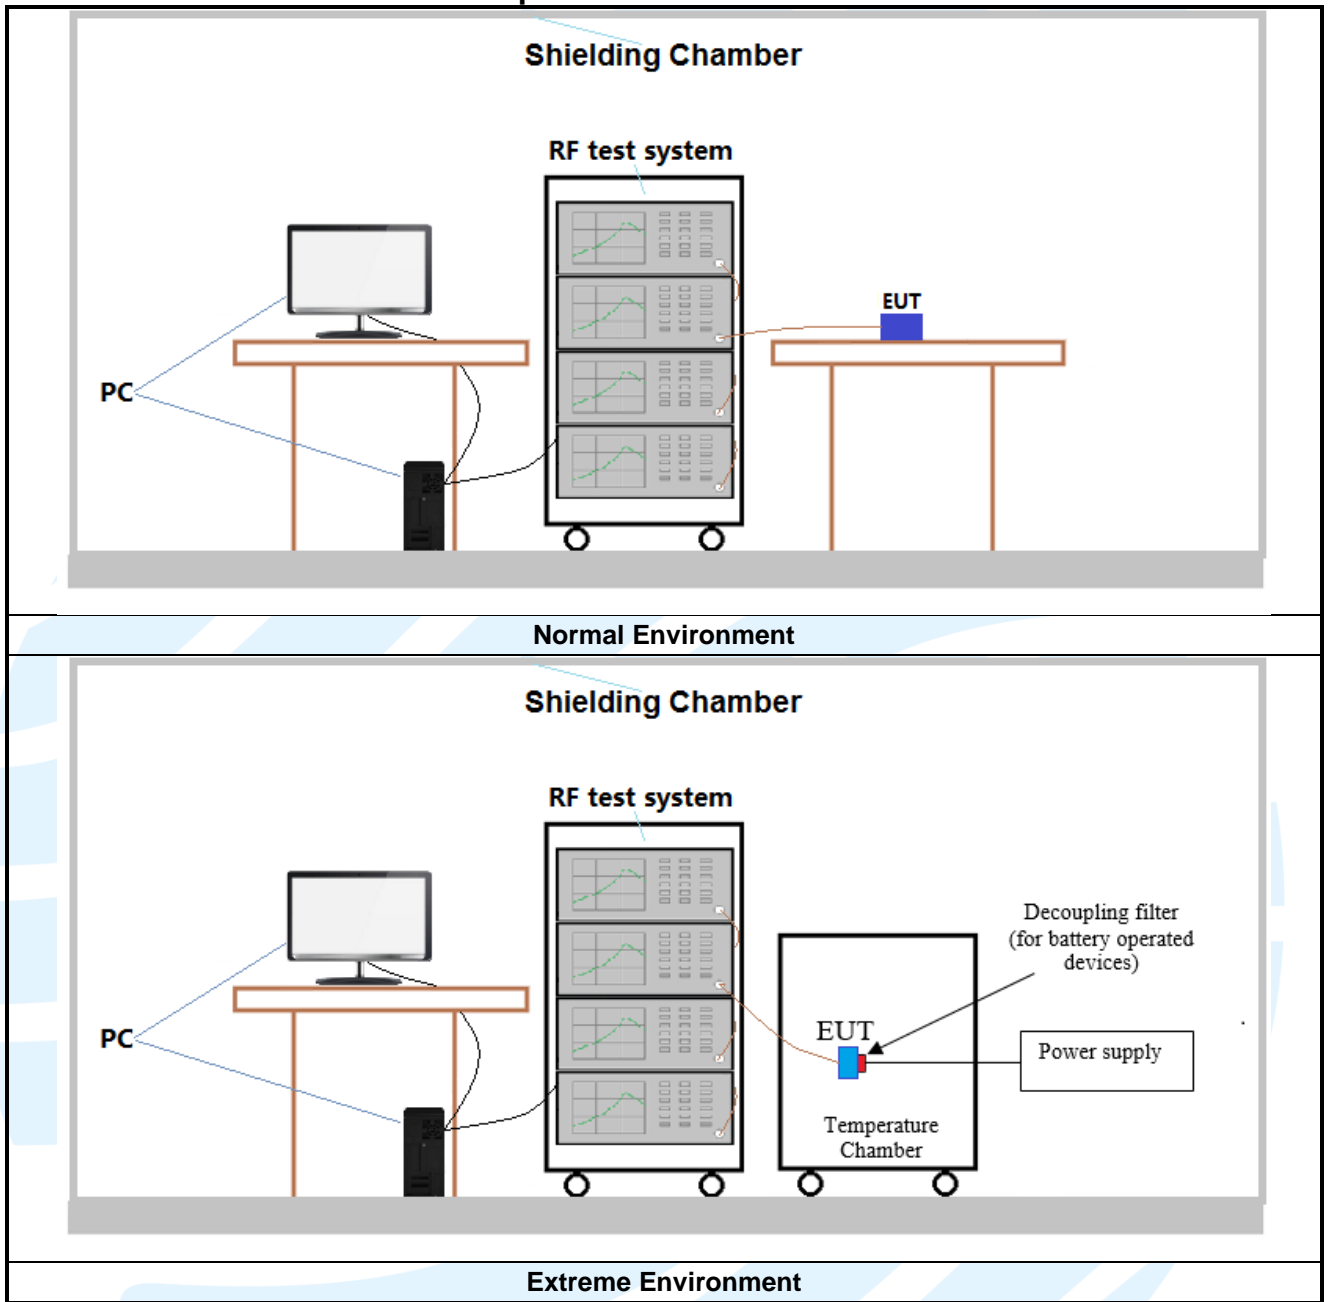 Shielding Chamber
RF test system
EUT
PC
Normal Environment
Shielding Chamber
RF test system
Decoupling filter
(for battery operated
devices)
EUT
Power supply
PC
Temperature
Chamber
Extreme Environment